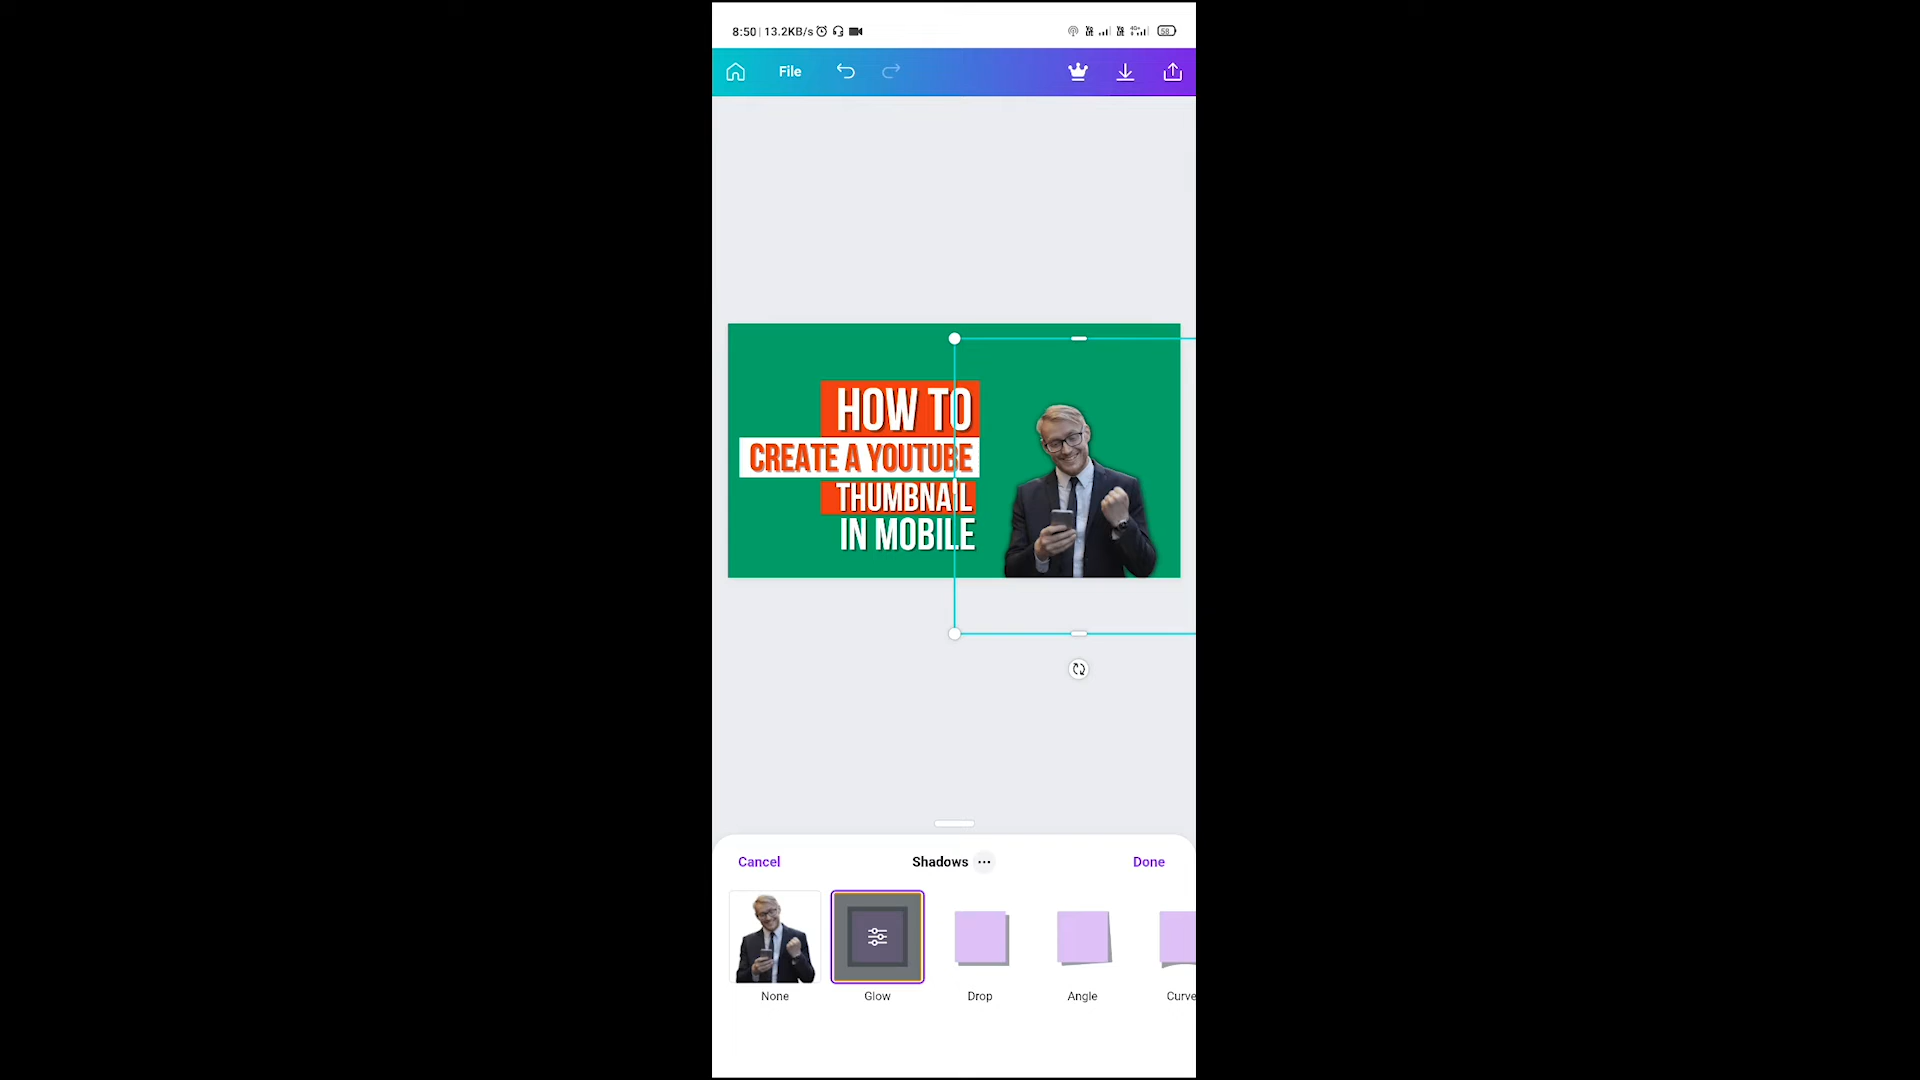 8:50 13.2KB/s
58
File
HOW TO
CREATE A YOUTUBE
THUMBNAIL
IN MOBILE
Cancel
Shadows
Done
None
Glow
Drop
Angle
Curve